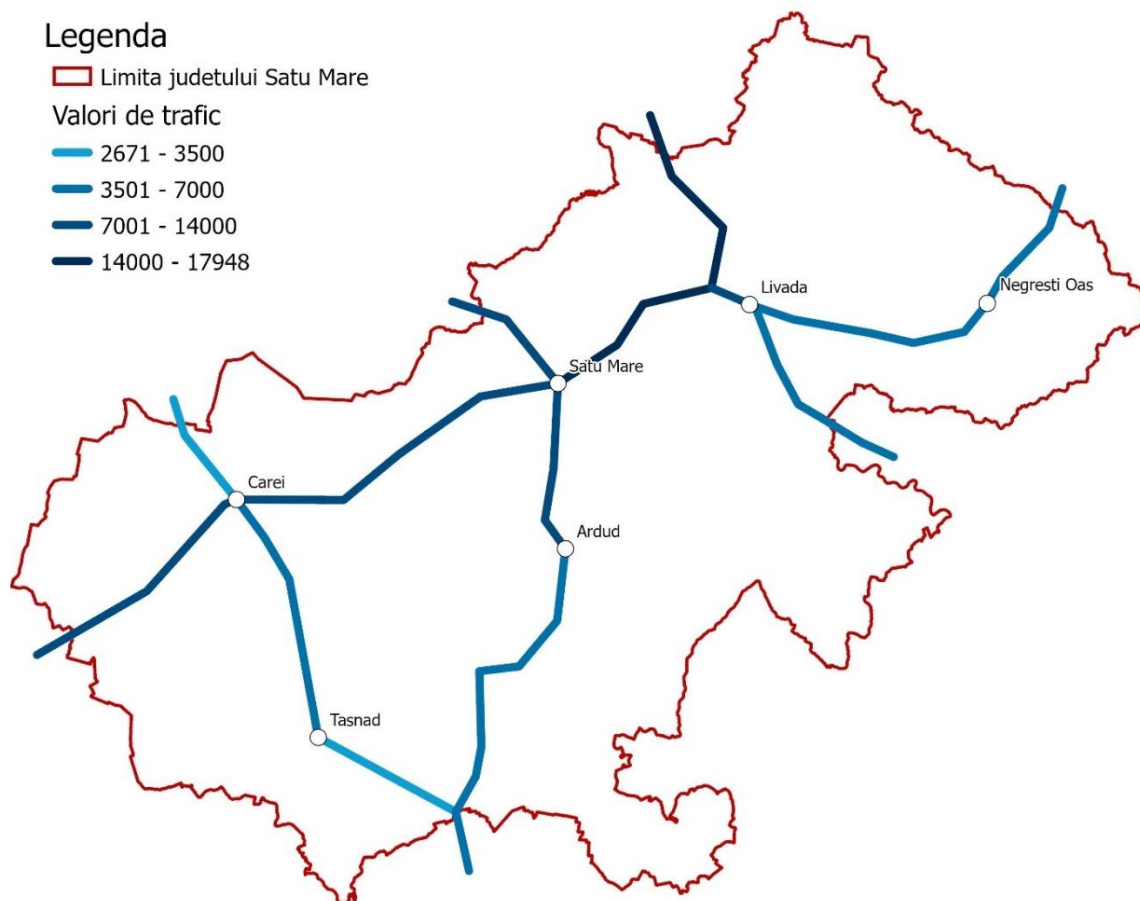 Legenda
Limita judetului Satu Mare
Valori de trafic
2671 - 3500
3501 - 7000
7001 - 14000
14000 - 17948
Livada
Negresti Oas
Satu Mare
Carei
Ardud
Tasnad